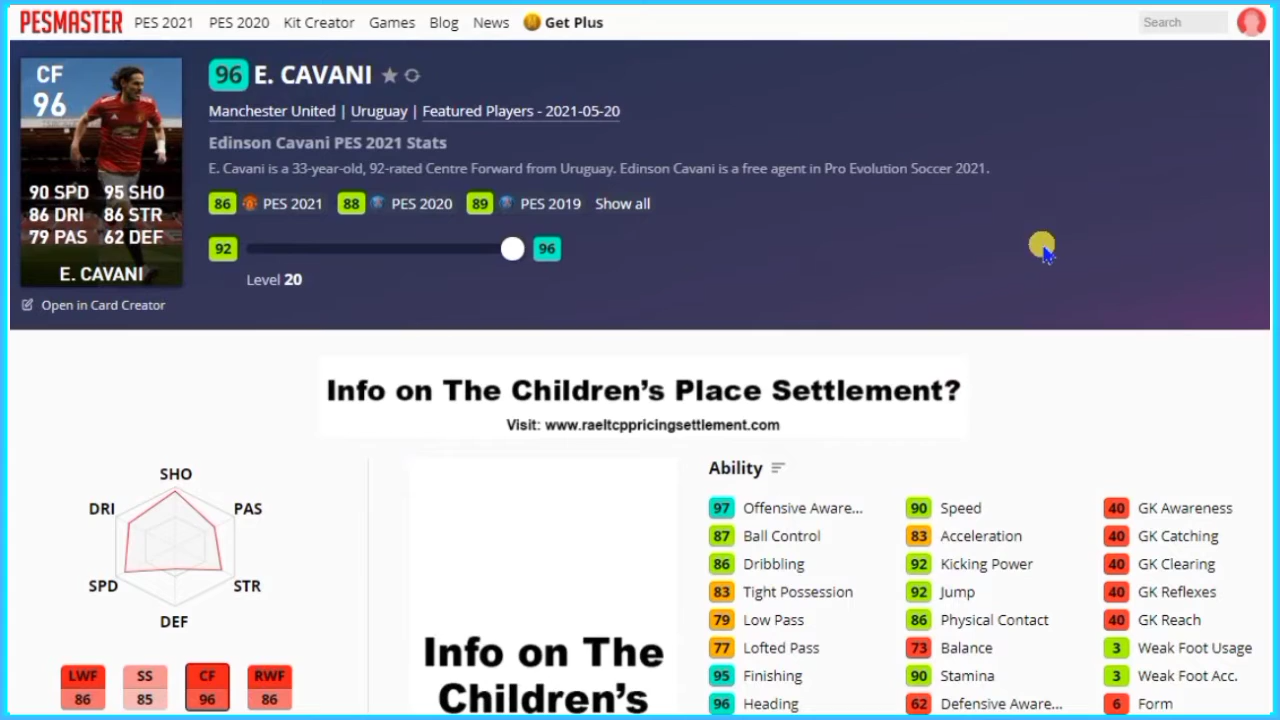 PESMASTER PES 2021 PES 2020 Kit Creator Games Blog News Get Plus Search
CF
96
90 SPD 95 SHO
86 DRI 86 STR
79 PAS 62 DEF
E. CAVANI
Open in Card Creator
96 E. CAVANI
Manchester United | Uruguay | Featured Players - 2021-05-20
Edinson Cavani PES 2021 Stats
E. Cavani is a 33-year-old, 92-rated Centre Forward from Uruguay. Edinson Cavani is a free agent in Pro Evolution Soccer 2021.
86 PES 2021 88 PES 2020 89 PES 2019 Show all
92 96
Level 20
Info on The Children's Place Settlement?
Visit: www.raeltcppricingsettlement.com
SHO
DRI PAS
SPD STR
DEF
LWF SS CF RWF
86 85 96 86
Info on The
Children's
Ability
97 Offensive Aware... 90 Speed 40 GK Awareness
87 Ball Control 83 Acceleration 40 GK Catching
86 Dribbling 92 Kicking Power 40 GK Clearing
83 Tight Possession 92 Jump 40 GK Reflexes
79 Low Pass 86 Physical Contact 40 GK Reach
77 Lofted Pass 73 Balance 3 Weak Foot Usage
95 Finishing 90 Stamina 3 Weak Foot Acc.
96 Heading 62 Defensive Aware... 6 Form